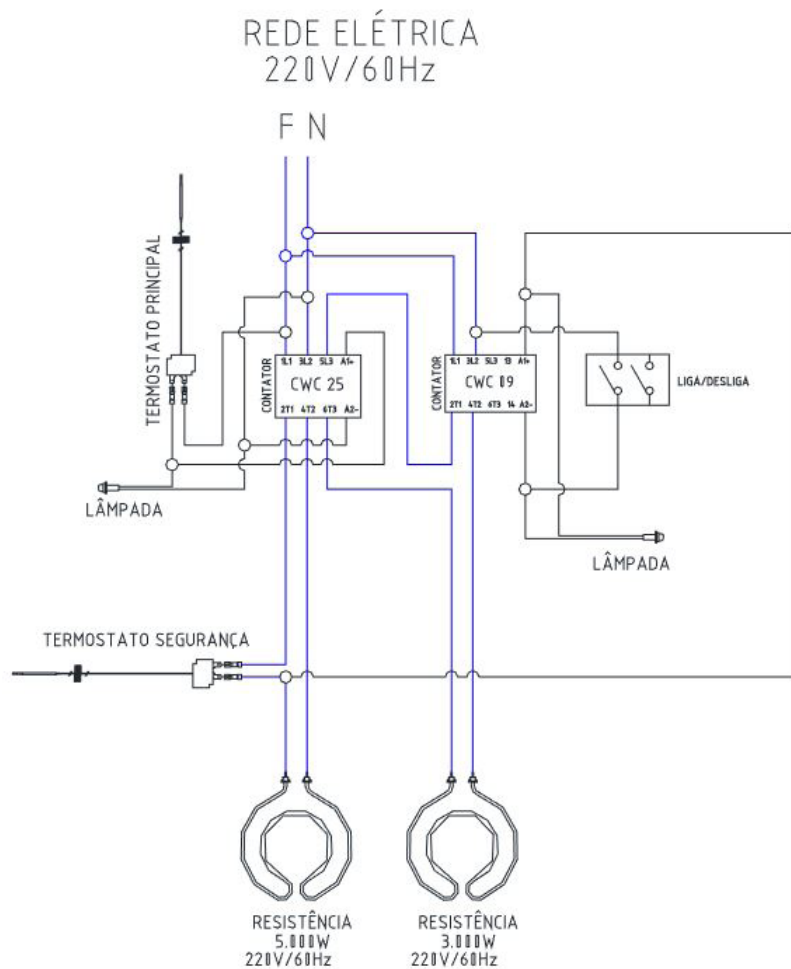 REDE ELÉTRICA
220V/60Hz
F N
TERMOSTATO PRINCIPAL
CONTATOR
1L1 3L2 5L3 A1+
CWC 25
2T1 4T2 6T3 A2-
CONTATOR
1L1 3L2 5L3 13 A1+
CWC 09
2T1 4T2 6T3 14 A2-
LIGA/DESLIGA
LÂMPADA
LÂMPADA
TERMOSTATO SEGURANÇA
RESISTÊNCIA
5.000W
220V/60Hz
RESISTÊNCIA
3.000W
220V/60Hz